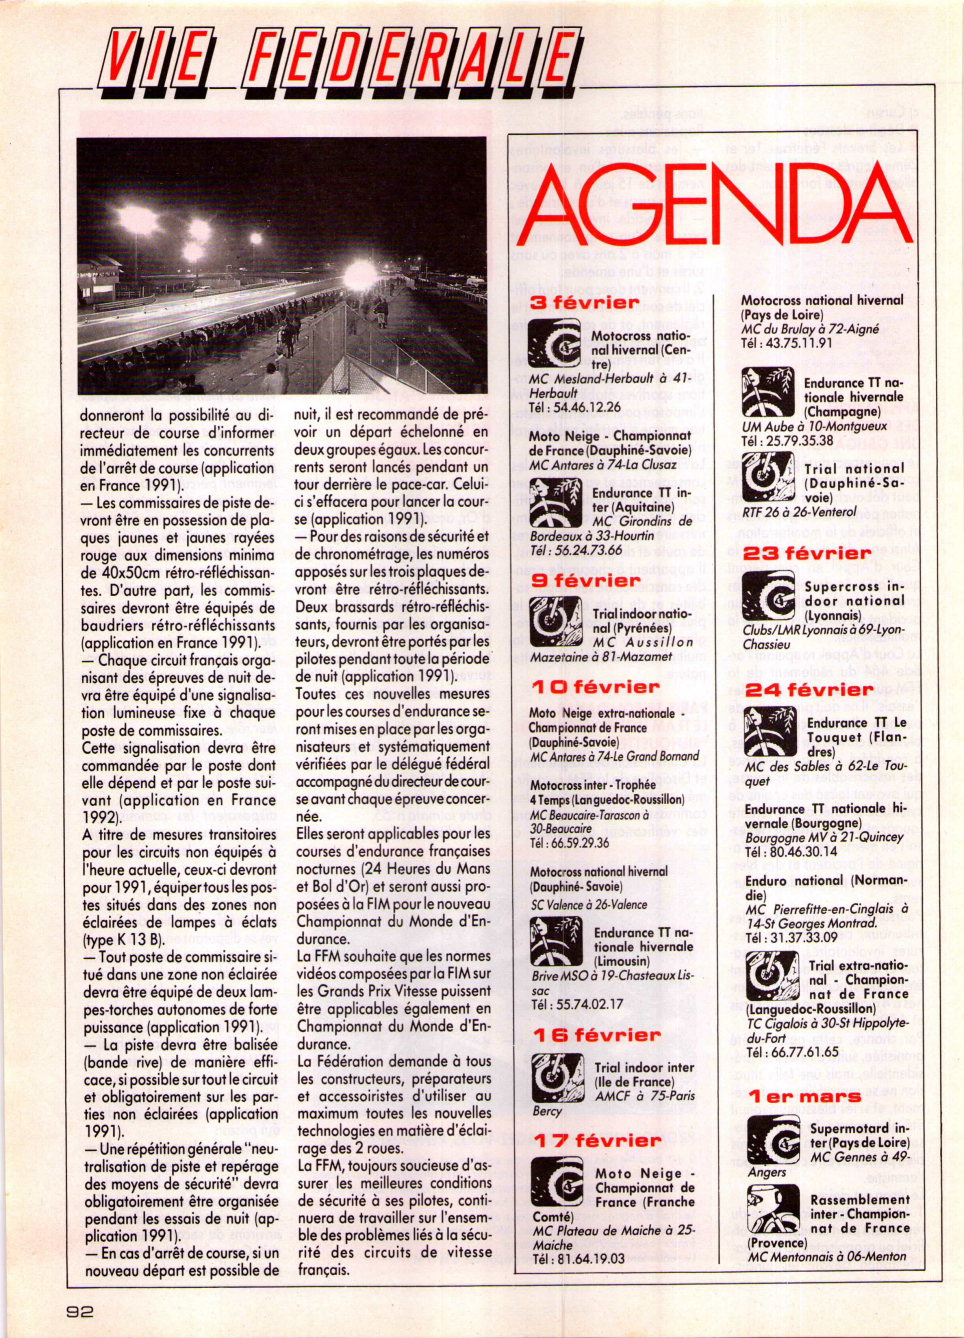 VIE FEDERALE
donneront la possibilité au di-
recteur de course d'informer
immédiatement les concurrents
de l'arrêt de course (application
en France 1991).
— Les commissaires de piste de-
vront être en possession de pla-
ques jaunes et jaunes rayées
rouge aux dimensions minima
de 40x50cm rétro-réfléchissan-
tes. D'autre part, les commis-
saires devront être équipés de
baudriers rétro-réfléchissants
(application en France 1991).
— Chaque circuit français orga-
nisant des épreuves de nuit de-
vra être équipé d'une signalisa-
tion lumineuse fixe à chaque
poste de commissaires.
Cette signalisation devra être
commandée par le poste dont
elle dépend et par le poste sui-
vant (application en France
1992).
A titre de mesures transitoires
pour les circuits non équipés à
l'heure actuelle, ceux-ci devront
pour 1991, équiper tous les pos-
tes situés dans des zones non
éclairées de lampes à éclats
(type K 13 B).
— Tout poste de commissaire si-
tué dans une zone non éclairée
devra être équipé de deux lam-
pes-torches autonomes de forte
puissance (application 1991).
— La piste devra être balisée
(bande rive) de manière effi-
cace, si possible sur tout le circuit
et obligatoirement sur les par-
ties non éclairées (application
1991).
— Une répétition générale "neu-
tralisation de piste et repérage
des moyens de sécurité" devra
obligatoirement être organisée
pendant les essais de nuit (ap-
plication 1991).
— En cas d'arrêt de course, si un
nouveau départ est possible de
nuit, il est recommandé de pré-
voir un départ échelonné en
deux groupes égaux. Les concur-
rents seront lancés pendant un
tour derrière le pace-car. Celui-
ci s'effacera pour lancer la cour-
se (application 1991).
— Pour des raisons de sécurité et
de chronométrage, les numéros
apposés sur les trois plaques de-
vront être rétro-réfléchissants.
Deux brassards rétro-réfléchis-
sants, fournis par les organisa-
teurs, devront être portés par les
pilotes pendant toute la période
de nuit (application 1991).
Toutes ces nouvelles mesures
pour les courses d'endurance se-
ront mises en place par les orga-
nisateurs et systématiquement
vérifiées par le délégué fédéral
accompagné du directeur de cour-
se avant chaque épreuve concer-
née.
Elles seront applicables pour les
courses d'endurance françaises
nocturnes (24 Heures du Mans
et Bol d'Or) et seront aussi pro-
posées à la FIM pour le nouveau
Championnat du Monde d'En-
durance.
La FFM souhaite que les normes
vidéos composées par la FIM sur
les Grands Prix Vitesse puissent
être applicables également en
Championnat du Monde d'En-
durance.
La Fédération demande à tous
les constructeurs, préparateurs
et accessoiristes d'utiliser au
maximum toutes les nouvelles
technologies en matière d'éclai-
rage des 2 roues.
La FFM, toujours soucieuse d'as-
surer les meilleures conditions
de sécurité à ses pilotes, conti-
nuera de travailler sur l'ensem-
ble des problèmes liés à la sécu-
rité des circuits de vitesse
français.
AGENDA
3 février
Motocross natio-
nal hivernal (Cen-
tre)
MC Mesland-Herbault à 41-
Herbault
Tél : 54.46.12.26
Moto Neige - Championnat
de France (Dauphiné-Savoie)
MC Antares à 74-La Clusaz
Endurance TT in-
ter (Aquitaine)
MC Girondins de
Bordeaux à 33-Hourtin
Tél : 56.24.73.66
9 février
Trial indoor natio-
nal (Pyrénées)
MC Aussillon
Mazetaine à 81-Mazamet
10 février
Moto Neige extra-nationale -
Championnat de France
(Dauphiné-Savoie)
MC Antares à 74-Le Grand Bornand
Motocross inter - Trophée
4 Temps (Languedoc-Roussillon)
MC Beaucaire-Tarascon à
30-Beaucaire
Tél : 66.59.29.36
Motocross national hivernal
(Dauphiné- Savoie)
SC Valence à 26-Valence
Endurance TT na-
tionale hivernale
(Limousin)
Brive MSO à 19-Chasteaux Lis-
sac
Tél : 55.74.02.17
16 février
Trial indoor inter
(Ile de France)
AMCF à 75-Paris
Bercy
17 février
Moto Neige -
Championnat de
France (Franche
Comté)
MC Plateau de Maiche à 25-
Maiche
Tél : 81.64.19.03
Motocross national hivernal
(Pays de Loire)
MC du Brulay à 72-Aigné
Tél : 43.75.11.91
Endurance TT na-
tionale hivernale
(Champagne)
UM Aube à 10-Montgueux
Tél : 25.79.35.38
Trial national
(Dauphiné-Sa-
voie)
RTF 26 à 26-Venterol
23 février
Supercross in-
door national
(Lyonnais)
Clubs/LMR Lyonnais à 69-Lyon-
Chassieu
24 février
Endurance TT Le
Touquet (Flan-
dres)
MC des Sables à 62-Le Tou-
quet
Endurance TT nationale hi-
vernale (Bourgogne)
Bourgogne MV à 21-Quincey
Tél : 80.46.30.14
Enduro national (Norman-
die)
MC Pierrefitte-en-Cinglais à
14-St Georges Montrad.
Tél : 31.37.33.09
Trial extra-natio-
nal - Champion-
nat de France
(Languedoc-Roussillon)
TC Cigalois à 30-St Hippolyte-
du-Fort
Tél : 66.77.61.65
1er mars
Supermotard in-
ter (Pays de Loire)
MC Gennes à 49-
Angers
Rassemblement
inter - Champion-
nat de France
(Provence)
MC Mentonnais à 06-Menton
92